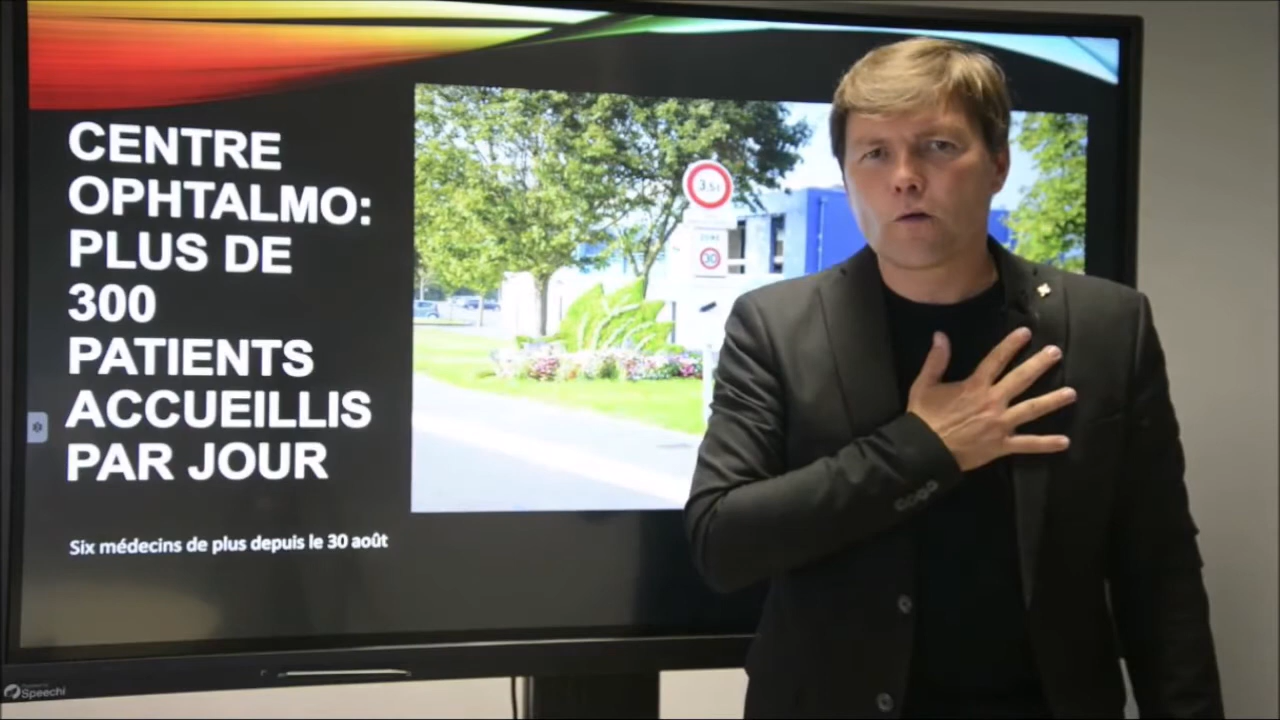 CENTRE
OPHTALMO:
PLUS DE
300
PATIENTS
ACCUEILLIS
PAR JOUR
Six médecins de plus depuis le 30 août
3,5t
ZONE
30
Speechi